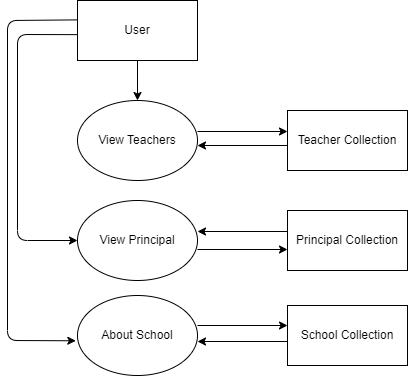 User
View Teachers
Teacher Collection
View Principal
Principal Collection
About School
School Collection